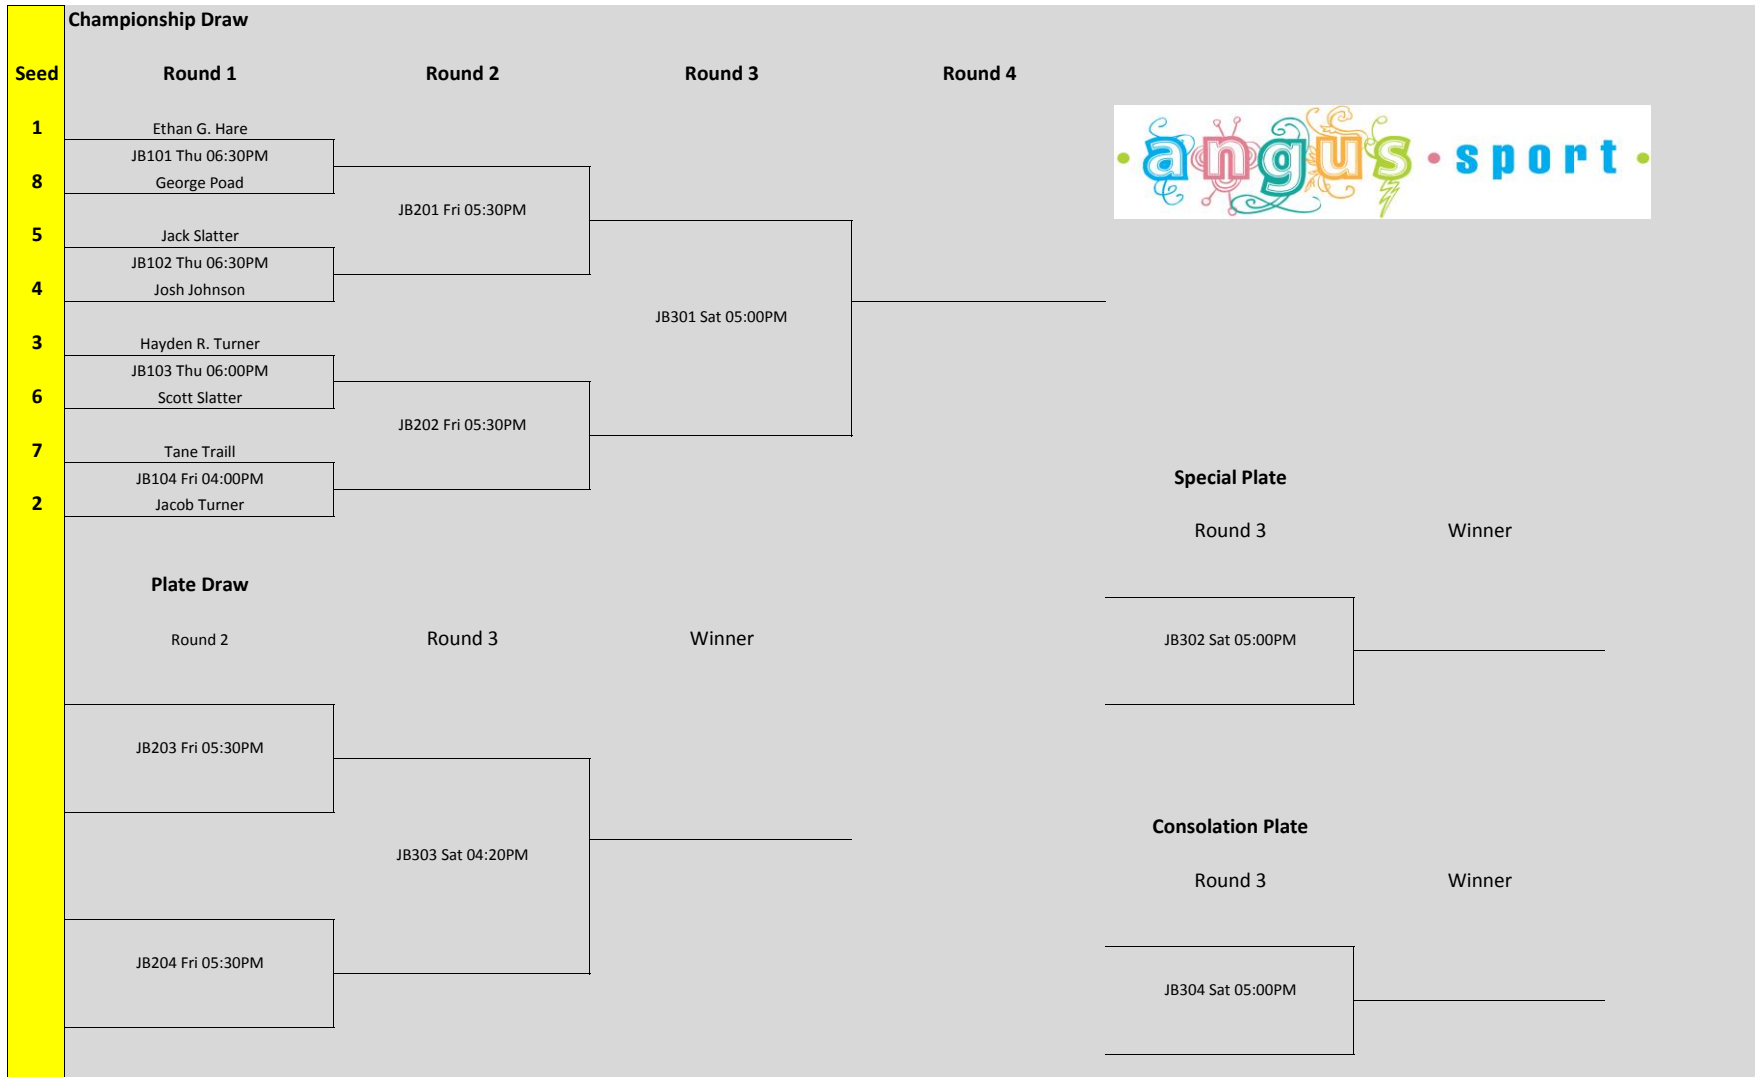 Championship Draw
Seed Round 1 Round 2 Round 3 Round 4
1 Ethan G. Hare
JB101 Thu 06:30PM
8 George Poad
JB201 Fri 05:30PM
5 Jack Slatter
JB102 Thu 06:30PM
4 Josh Johnson
JB301 Sat 05:00PM
3 Hayden R. Turner
JB103 Thu 06:00PM
6 Scott Slatter
JB202 Fri 05:30PM
7 Tane Traill
JB104 Fri 04:00PM
2 Jacob Turner
• angus • sport •
Special Plate
Round 3 Winner
JB302 Sat 05:00PM
Plate Draw
Round 2 Round 3 Winner
JB203 Fri 05:30PM
JB303 Sat 04:20PM
JB204 Fri 05:30PM
Consolation Plate
Round 3 Winner
JB304 Sat 05:00PM